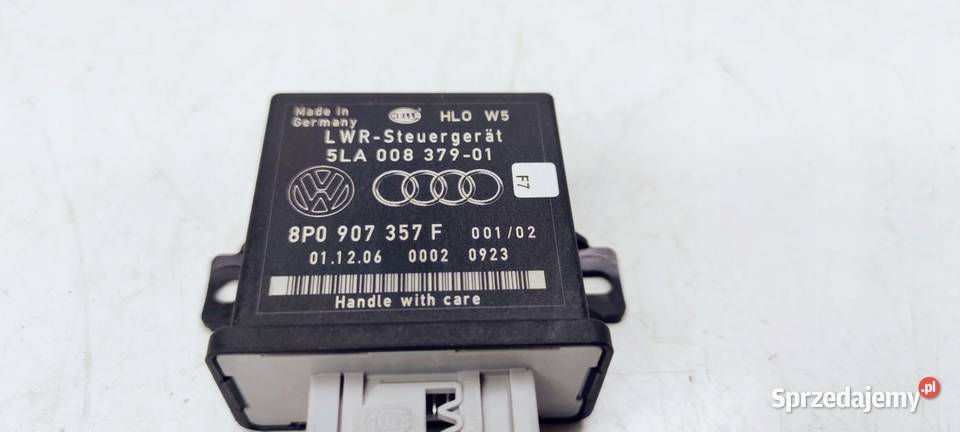 Made in
Germany
HELLA
HLO W5
LWR-Steuergerät
5LA 008 379-01
F7
8P0 907 357 F 001/02
01.12.06 0002 0923
Handle with care
Sprzedajemy.pl